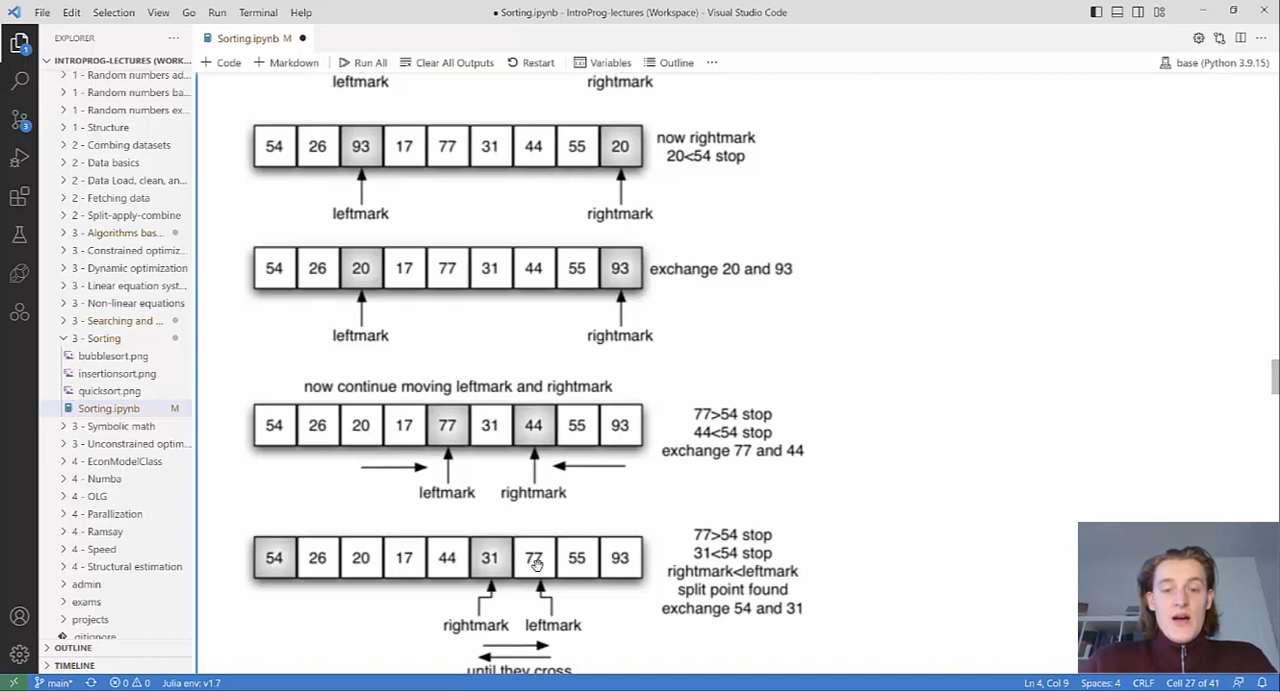 File Edit Selection View Go Run Terminal Help
● Sorting.ipynb - IntroProg-lectures (Workspace) - Visual Studio Code
EXPLORER
INTROPROG-LECTURES (WORK...
1 - Random numbers ad...
1 - Random numbers ba...
1 - Random numbers ex...
1 - Structure
2 - Combing datasets
2 - Data basics
2 - Data Load, clean, an...
2 - Fetching data
2 - Split-apply-combine
3 - Algorithms bas...
3 - Constrained optimiz...
3 - Dynamic optimization
3 - Linear equation sys...
3 - Non-linear equations
3 - Searching and ...
3 - Sorting
bubblesort.png
insertionsort.png
quicksort.png
Sorting.ipynb M
3 - Symbolic math
3 - Unconstrained optim...
4 - EconModelClass
4 - Numba
4 - OLG
4 - Parallization
4 - Ramsay
4 - Speed
4 - Structural estimation
admin
exams
projects
.gitignore
OUTLINE
TIMELINE
Sorting.ipynb M ●
+ Code + Markdown Run All Clear All Outputs Restart Variables Outline ...
base (Python 3.9.15)
leftmark rightmark
54 26 93 17 77 31 44 55 20
now rightmark
20<54 stop
leftmark rightmark
54 26 20 17 77 31 44 55 93
exchange 20 and 93
leftmark rightmark
now continue moving leftmark and rightmark
54 26 20 17 77 31 44 55 93
77>54 stop
44<54 stop
exchange 77 and 44
leftmark rightmark
54 26 20 17 44 31 77 55 93
77>54 stop
31<54 stop
rightmark<leftmark
split point found
exchange 54 and 31
rightmark leftmark
until they cross
main* 0 0 Julia env: v1.7
Ln 4, Col 9 Spaces: 4 CRLF Cell 27 of 41